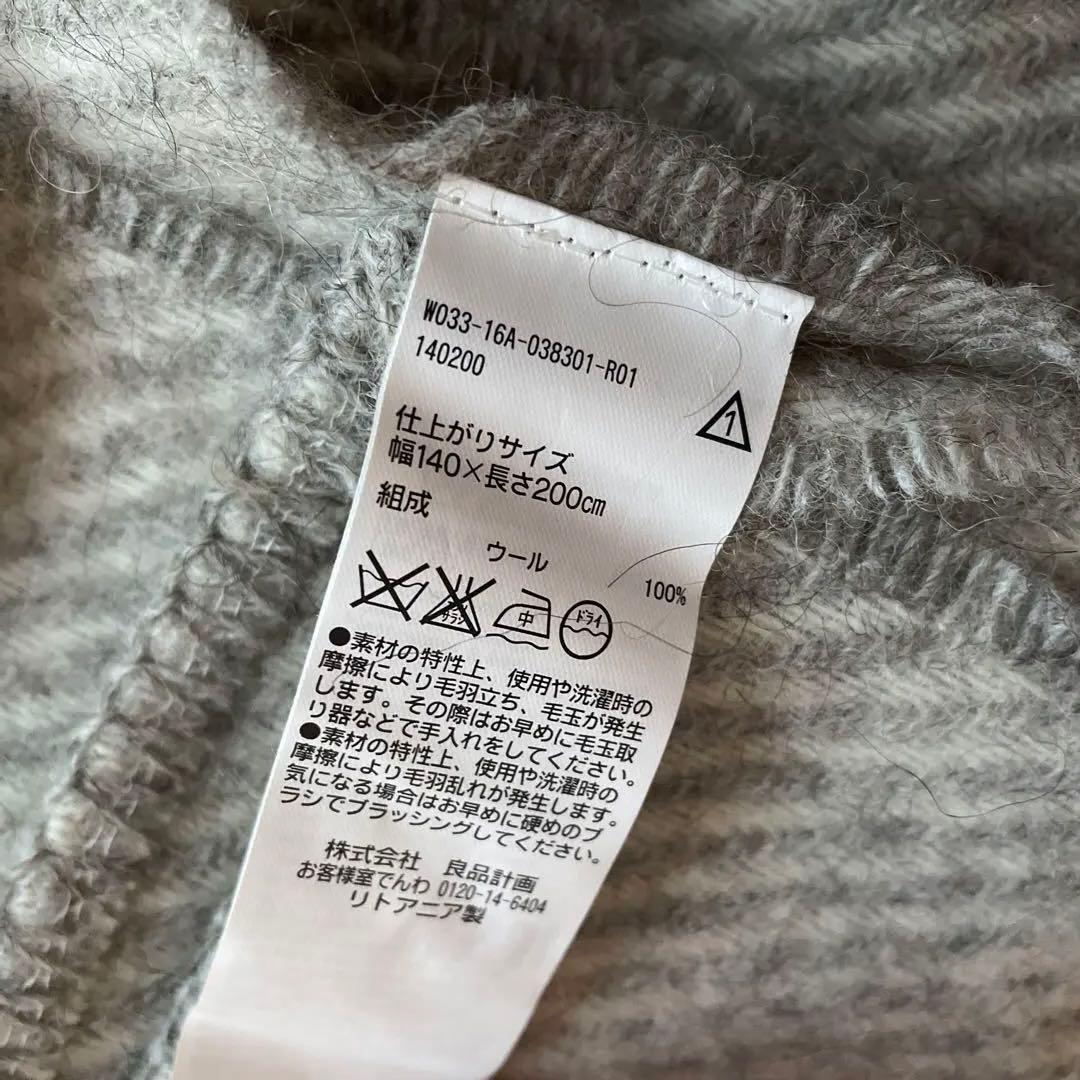 W033-16A-038301-R01
140200
1
仕上がりサイズ
幅140×長さ200cm
組成
ウール 100%
サラシ 中 ドライ
●素材の特性上、使用や洗濯時の
摩擦により毛羽立ち、毛玉が発生
します。その際はお早めに毛玉取
り器などで手入れをしてください。
●素材の特性上、使用や洗濯時の
摩擦により毛羽乱れが発生します。
気になる場合はお早めに硬めのブ
ラシでブラッシングしてください。
株式会社 良品計画
お客様室でんわ 0120-14-6404
リトアニア製